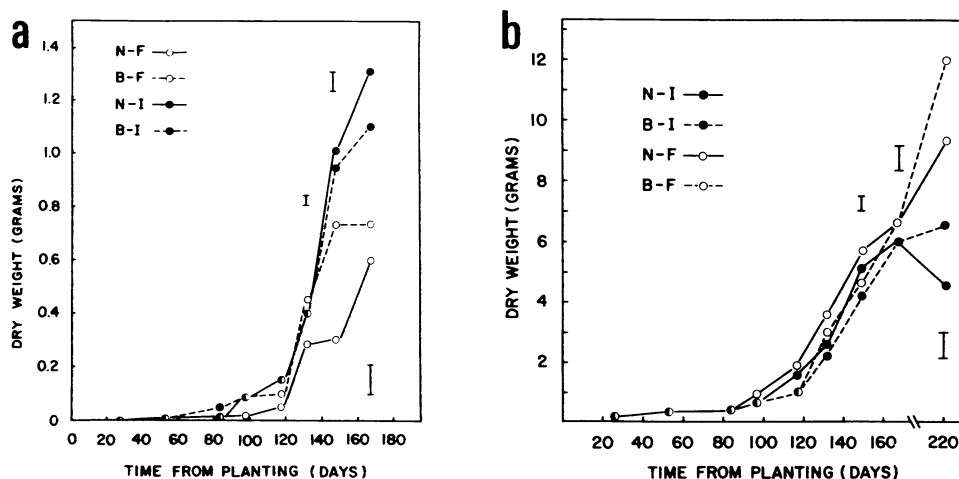 a
N-F
B-F
N-I
B-I
1.4
1.2
1.0
0.8
0.6
0.4
0.2
0
DRY WEIGHT (GRAMS)
0 20 40 60 80 100 120 140 160 180
TIME FROM PLANTING (DAYS)
b
N-I
B-I
N-F
B-F
12
10
8
6
4
2
DRY WEIGHT (GRAMS)
20 40 60 80 100 120 140 160 220
TIME FROM PLANTING (DAYS)